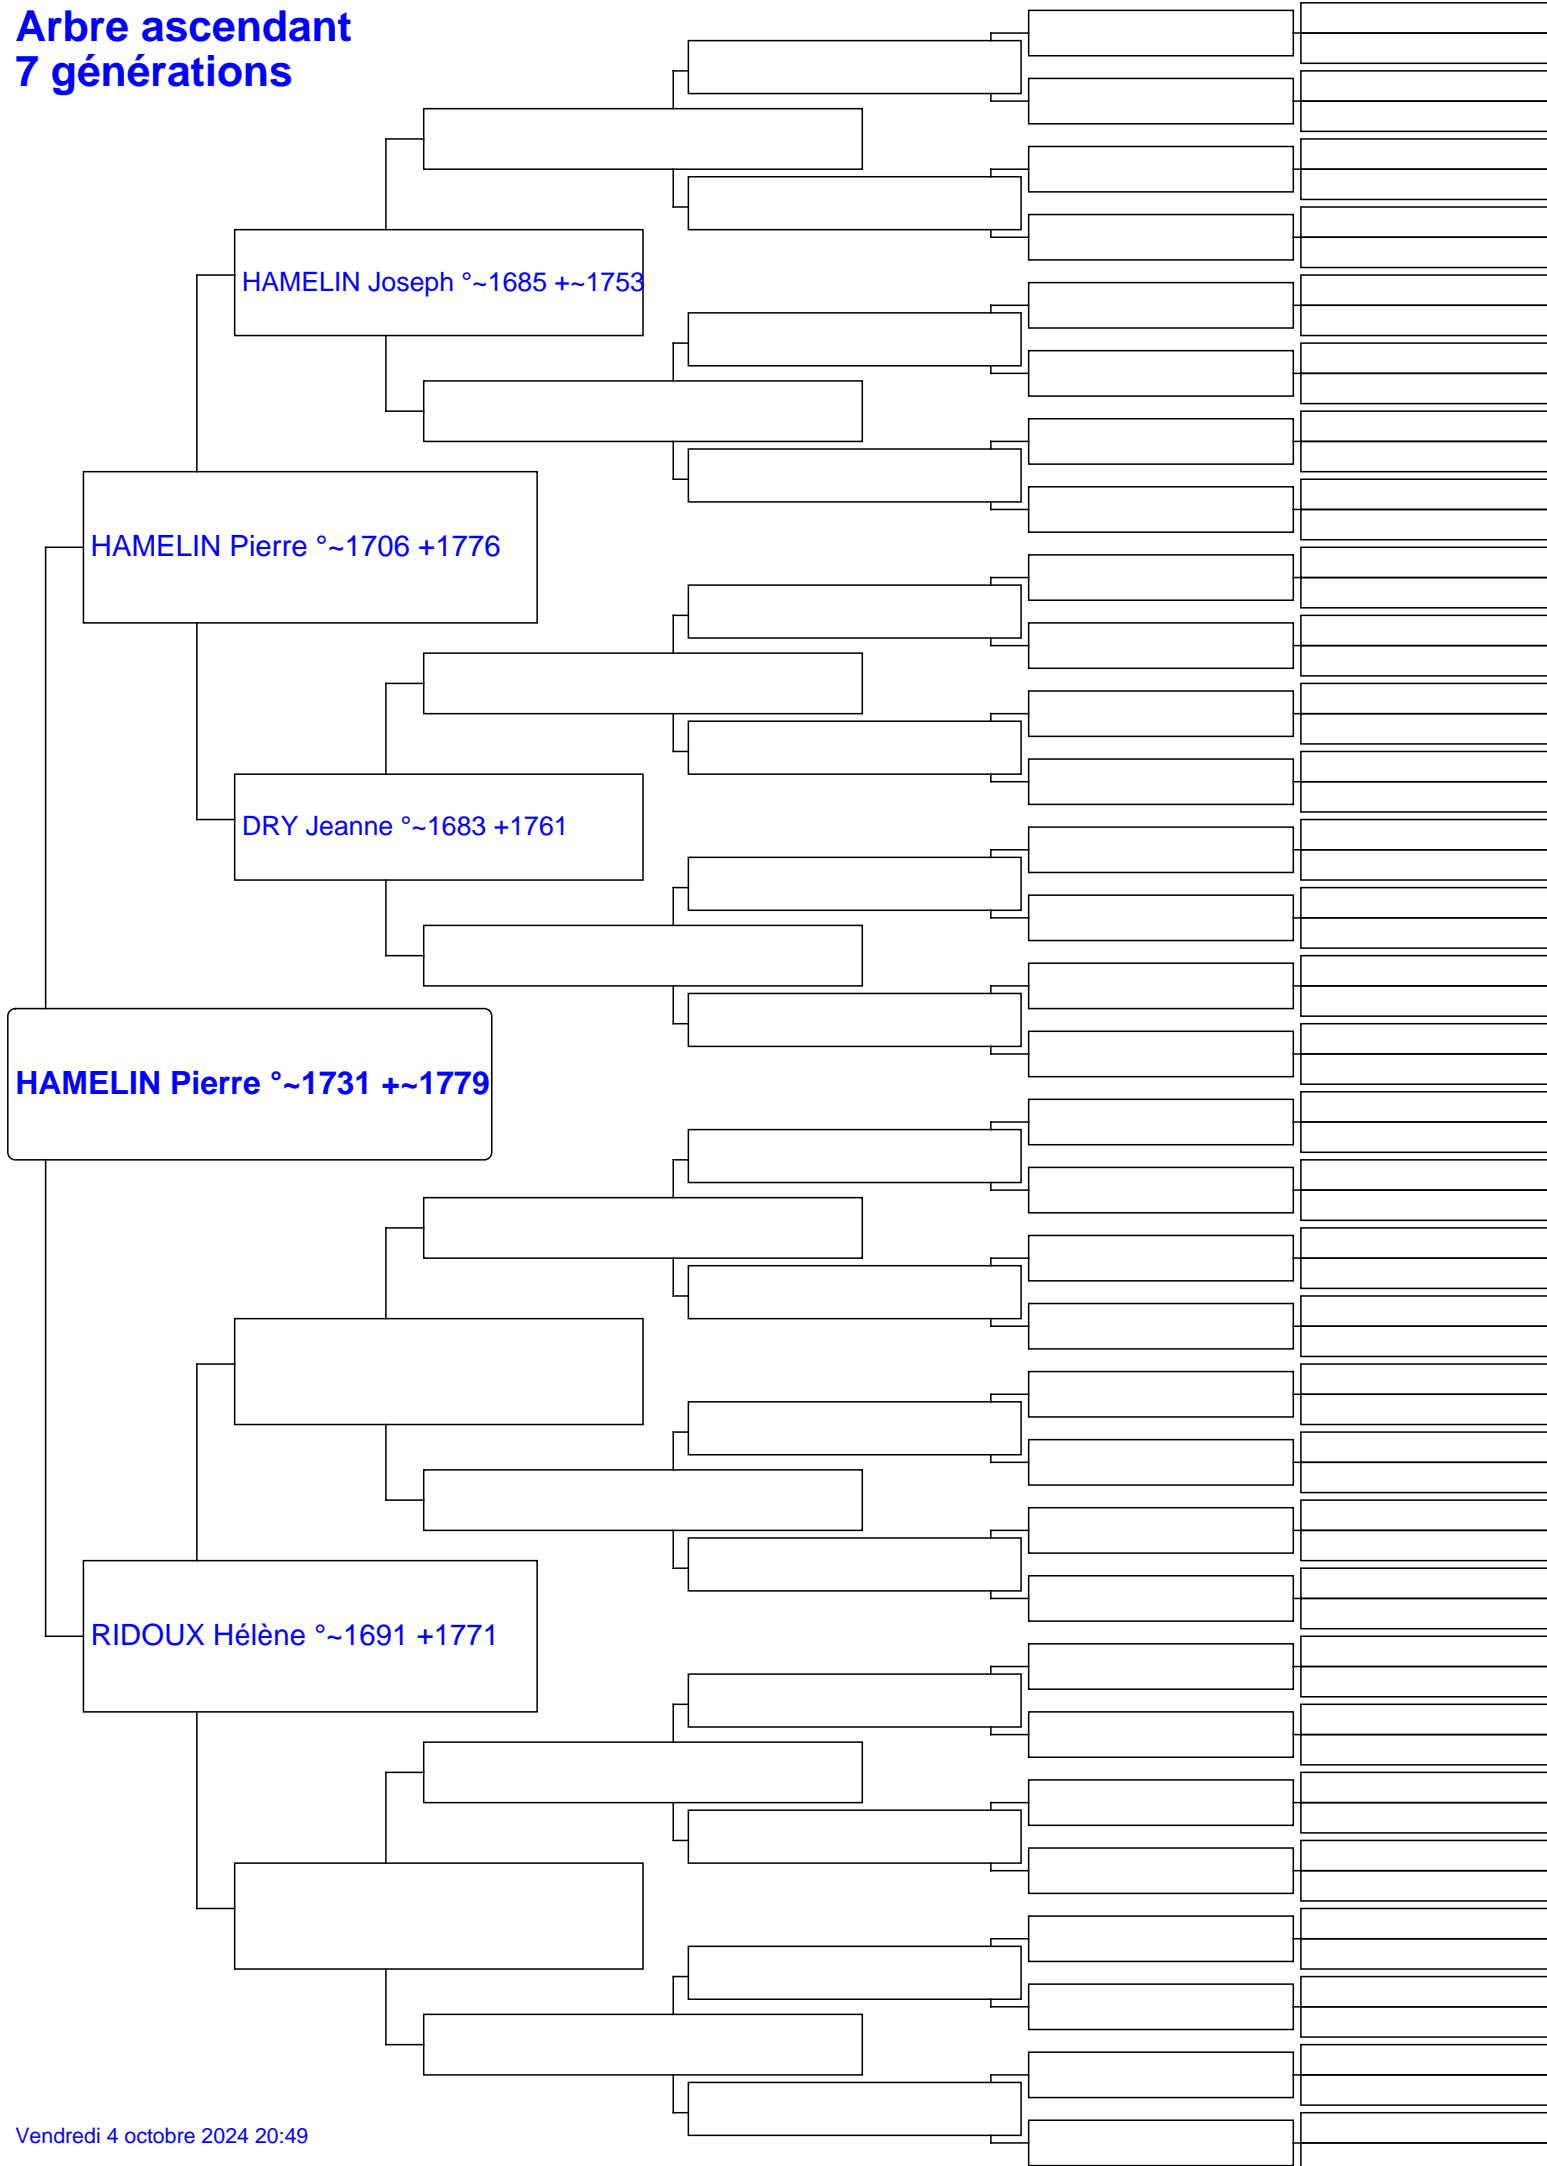 Arbre ascendant
7 générations
HAMELIN Joseph °~1685 +~1753
HAMELIN Pierre °~1706 +1776
DRY Jeanne °~1683 +1761
HAMELIN Pierre °~1731 +~1779
RIDOUX Hélène °~1691 +1771
Vendredi 4 octobre 2024 20:49